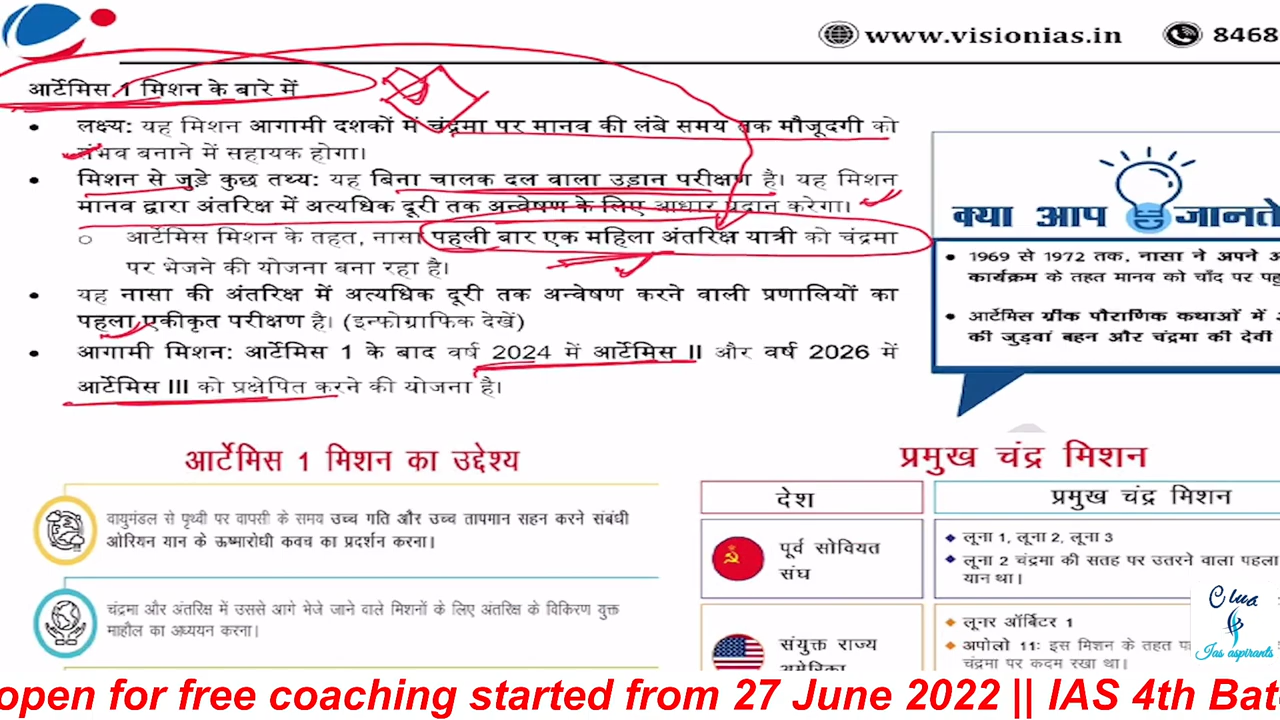 www.visionias.in
8468
आर्टेमिस 1 मिशन के बारे में
• लक्ष्य: यह मिशन आगामी दशकों में चंद्रमा पर मानव की लंबे समय तक मौजूदगी को
संभव बनाने में सहायक होगा।
• मिशन से जुड़े कुछ तथ्य: यह बिना चालक दल वाला उड़ान परीक्षण है। यह मिशन
मानव द्वारा अंतरिक्ष में अत्यधिक दूरी तक अन्वेषण के लिए आधार प्रदान करेगा।
○ आर्टेमिस मिशन के तहत, नासा पहली बार एक महिला अंतरिक्ष यात्री को चंद्रमा
पर भेजने की योजना बना रहा है।
• यह नासा की अंतरिक्ष में अत्यधिक दूरी तक अन्वेषण करने वाली प्रणालियों का
पहला एकीकृत परीक्षण है। (इन्फोग्राफिक देखें)
• आगामी मिशन: आर्टेमिस 1 के बाद वर्ष 2024 में आर्टेमिस II और वर्ष 2026 में
आर्टेमिस III को प्रक्षेपित करने की योजना है।
क्या आप जानते
• 1969 से 1972 तक, नासा ने अपने
कार्यक्रम के तहत मानव को चाँद पर
• आर्टेमिस ग्रीक पौराणिक कथाओं में
की जुड़वां बहन और चंद्रमा की देवी
आर्टेमिस 1 मिशन का उद्देश्य
वायुमंडल से पृथ्वी पर वापसी के समय उच्च गति और उच्च तापमान सहन करने संबंधी
ओरियन यान के ऊष्मारोधी कवच का प्रदर्शन करना।
चंद्रमा और अंतरिक्ष में उससे आगे भेजे जाने वाले मिशनों के लिए अंतरिक्ष के विकिरण युक्त
माहौल का अध्ययन करना।
प्रमुख चंद्र मिशन
देश
प्रमुख चंद्र मिशन
पूर्व सोवियत
संघ
लूना 1, लूना 2, लूना 3
लूना 2 चंद्रमा की सतह पर उतरने वाला पहला
यान था।
संयुक्त राज्य
अमेरिका
लूनर ऑर्बिटर 1
अपोलो 11: इस मिशन के तहत
चंद्रमा पर कदम रखा था।
Clua
Ias aspirants
open for free coaching started from 27 June 2022 || IAS 4th Bat